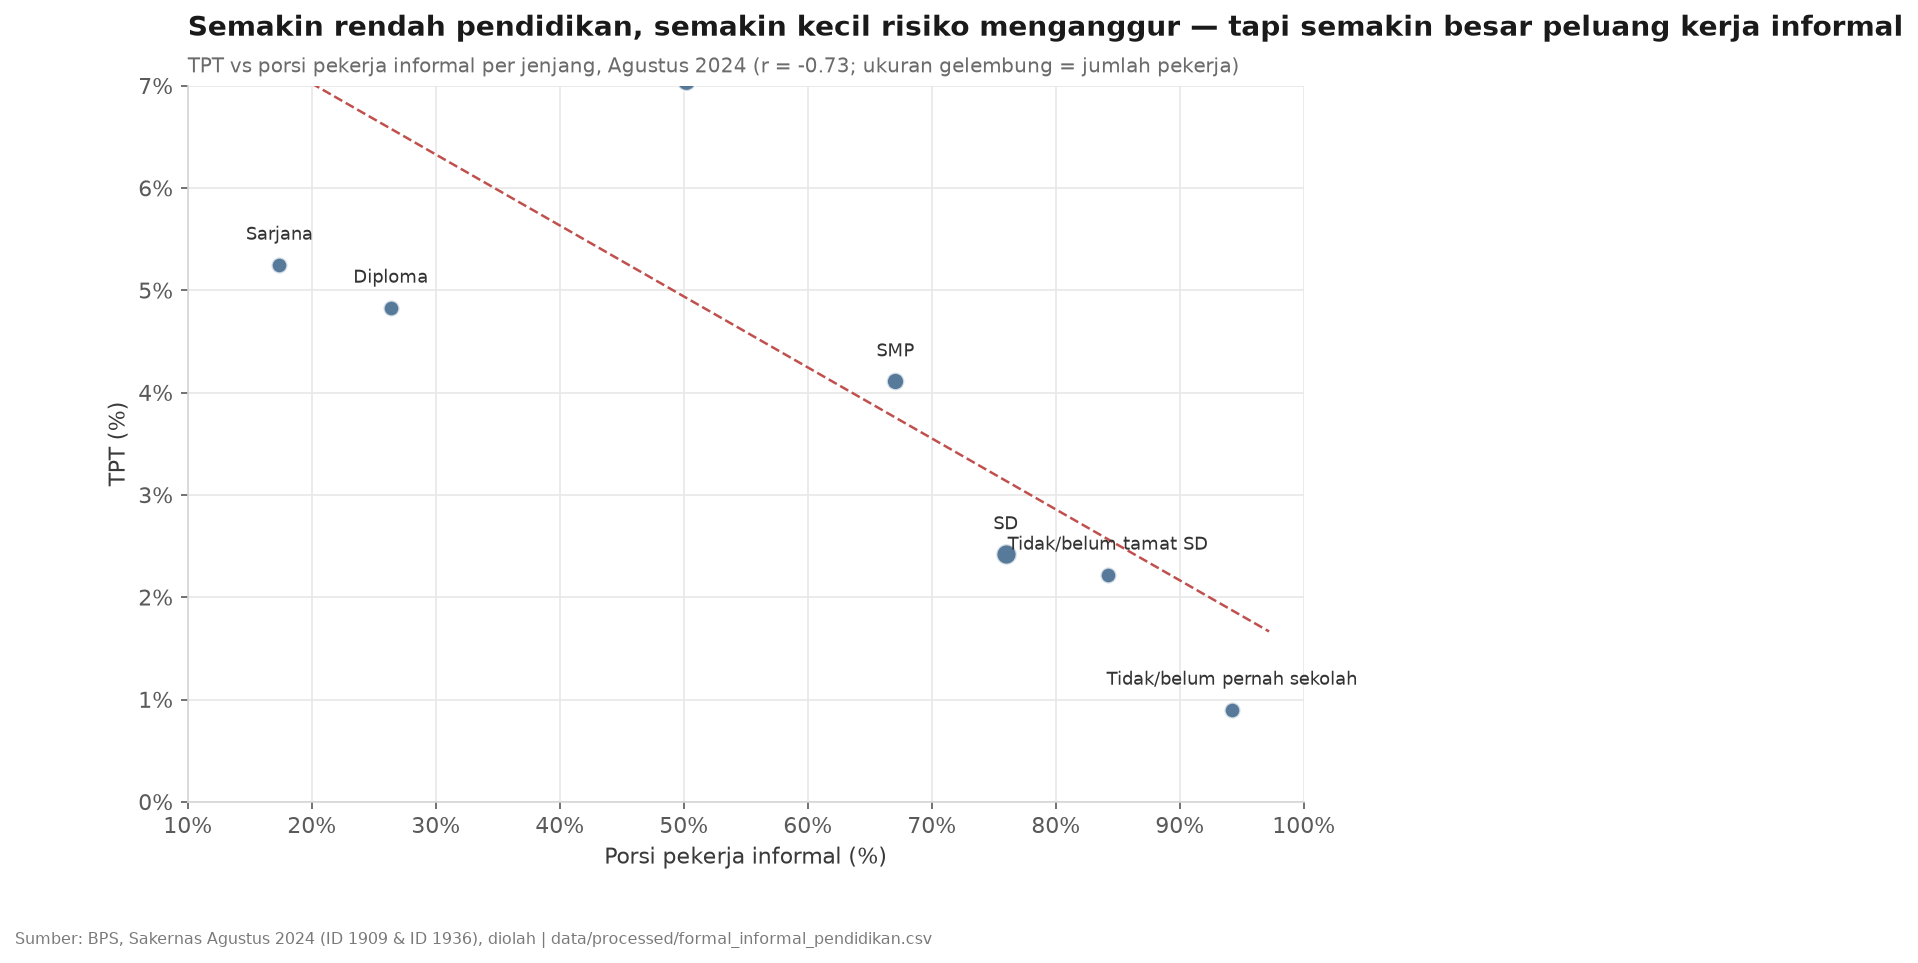 Semakin rendah pendidikan, semakin kecil risiko menganggur — tapi semakin besar peluang kerja informal
TPT vs porsi pekerja informal per jenjang, Agustus 2024 (r = -0.73; ukuran gelembung = jumlah pekerja)
7%
6%
Sarjana
5%
Diploma
SMP
4%
TPT (%)
3%
SD
Tidak/belum tamat SD
2%
Tidak/belum pernah sekolah
1%
0%
10% 20% 30% 40% 50% 60% 70% 80% 90% 100%
Porsi pekerja informal (%)
Sumber: BPS, Sakernas Agustus 2024 (ID 1909 & ID 1936), diolah | data/processed/formal_informal_pendidikan.csv